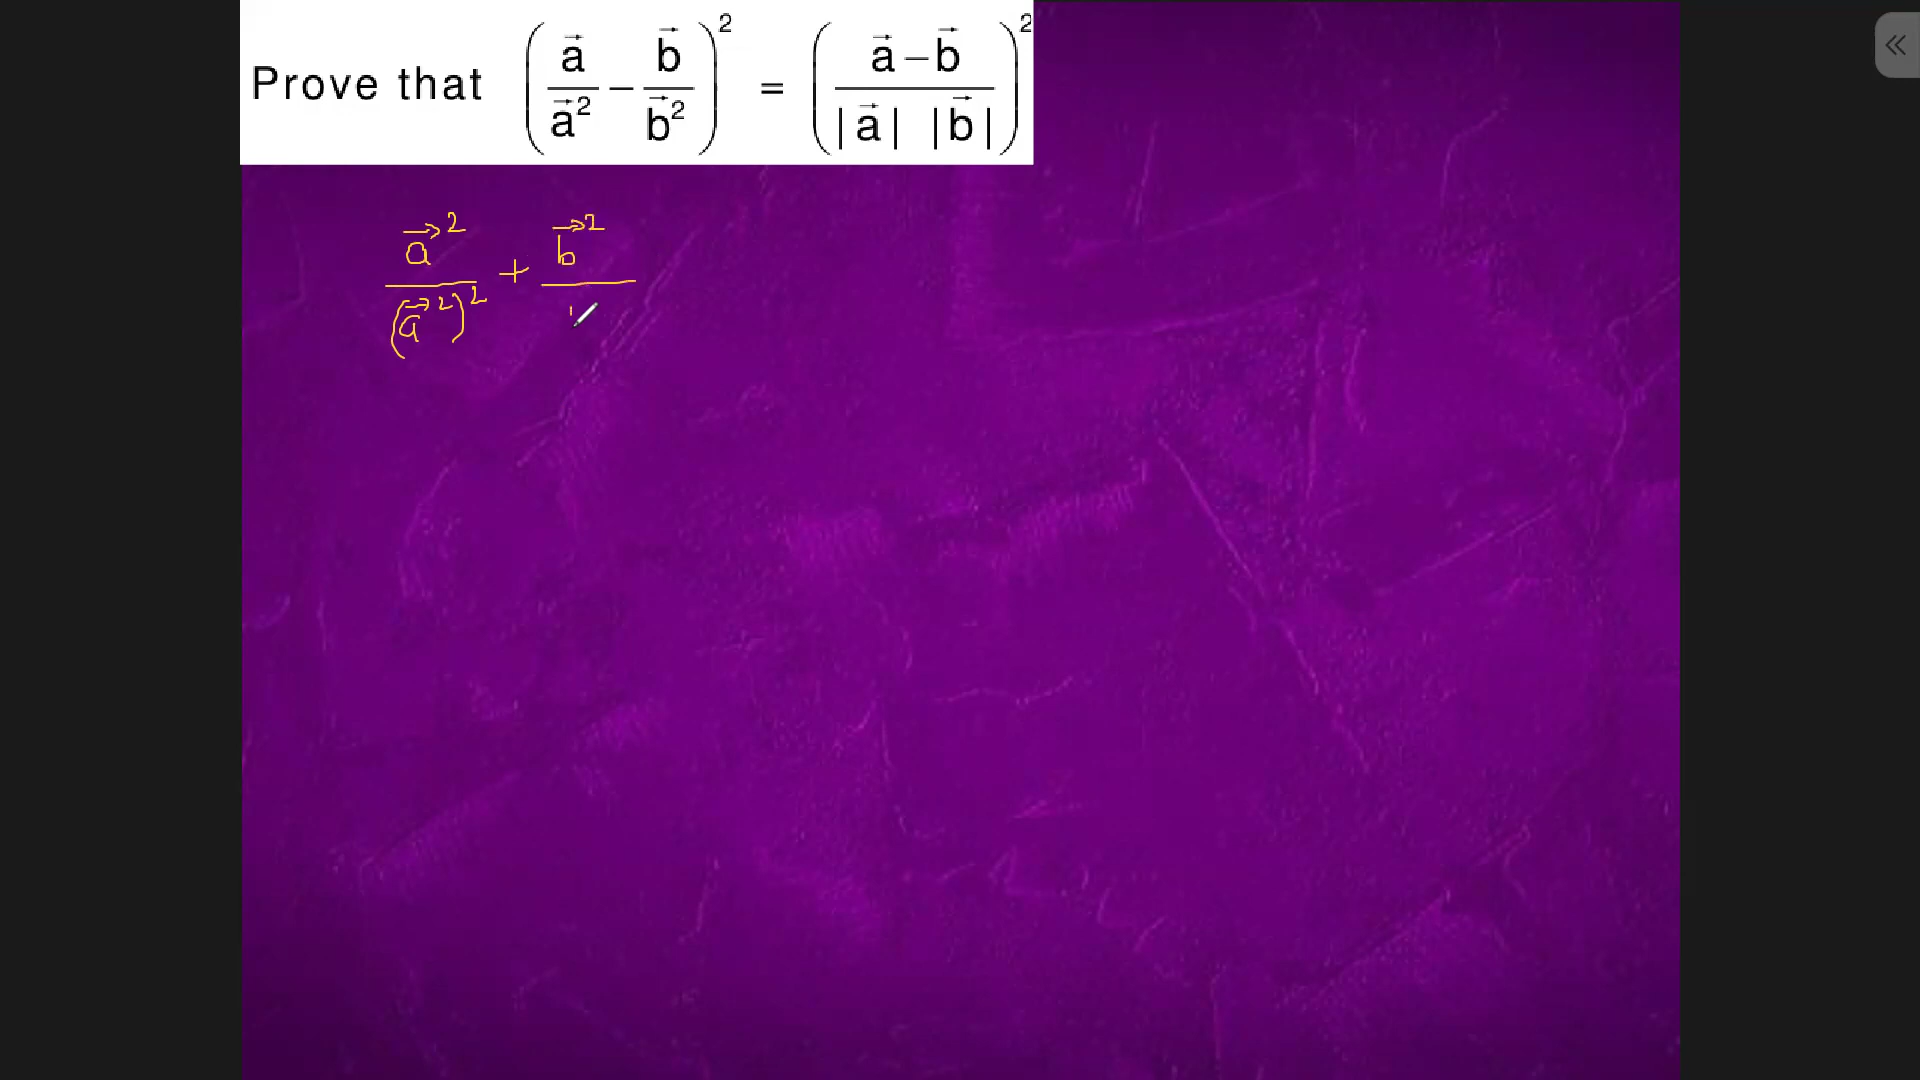 Prove that (a⃗/a⃗² − b⃗/b⃗²)² = ((a⃗ − b⃗)/(|a⃗| |b⃗|))²
a⃗²/(a⃗²)² + b⃗²/